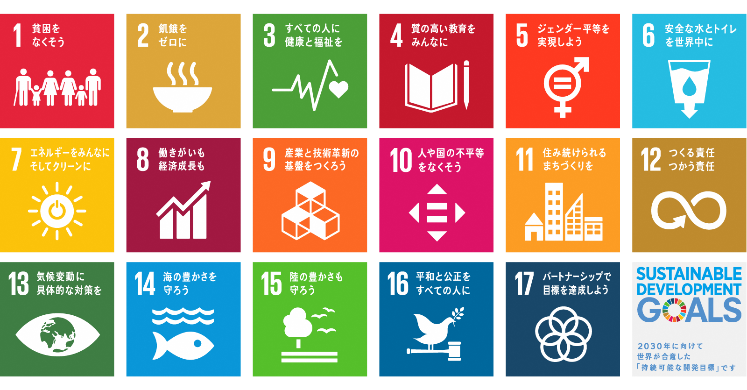 1 貧困を
なくそう
2 飢餓を
ゼロに
3 すべての人に
健康と福祉を
4 質の高い教育を
みんなに
5 ジェンダー平等を
実現しよう
6 安全な水とトイレ
を世界中に
7 エネルギーをみんなに
そしてクリーンに
8 働きがいも
経済成長も
9 産業と技術革新の
基盤をつくろう
10 人や国の不平等
をなくそう
11 住み続けられる
まちづくりを
12 つくる責任
つかう責任
13 気候変動に
具体的な対策を
14 海の豊かさを
守ろう
15 陸の豊かさも
守ろう
16 平和と公正を
すべての人に
17 パートナーシップで
目標を達成しよう
SUSTAINABLE
DEVELOPMENT
GOALS
2030年に向けて
世界が合意した
「持続可能な開発目標」です